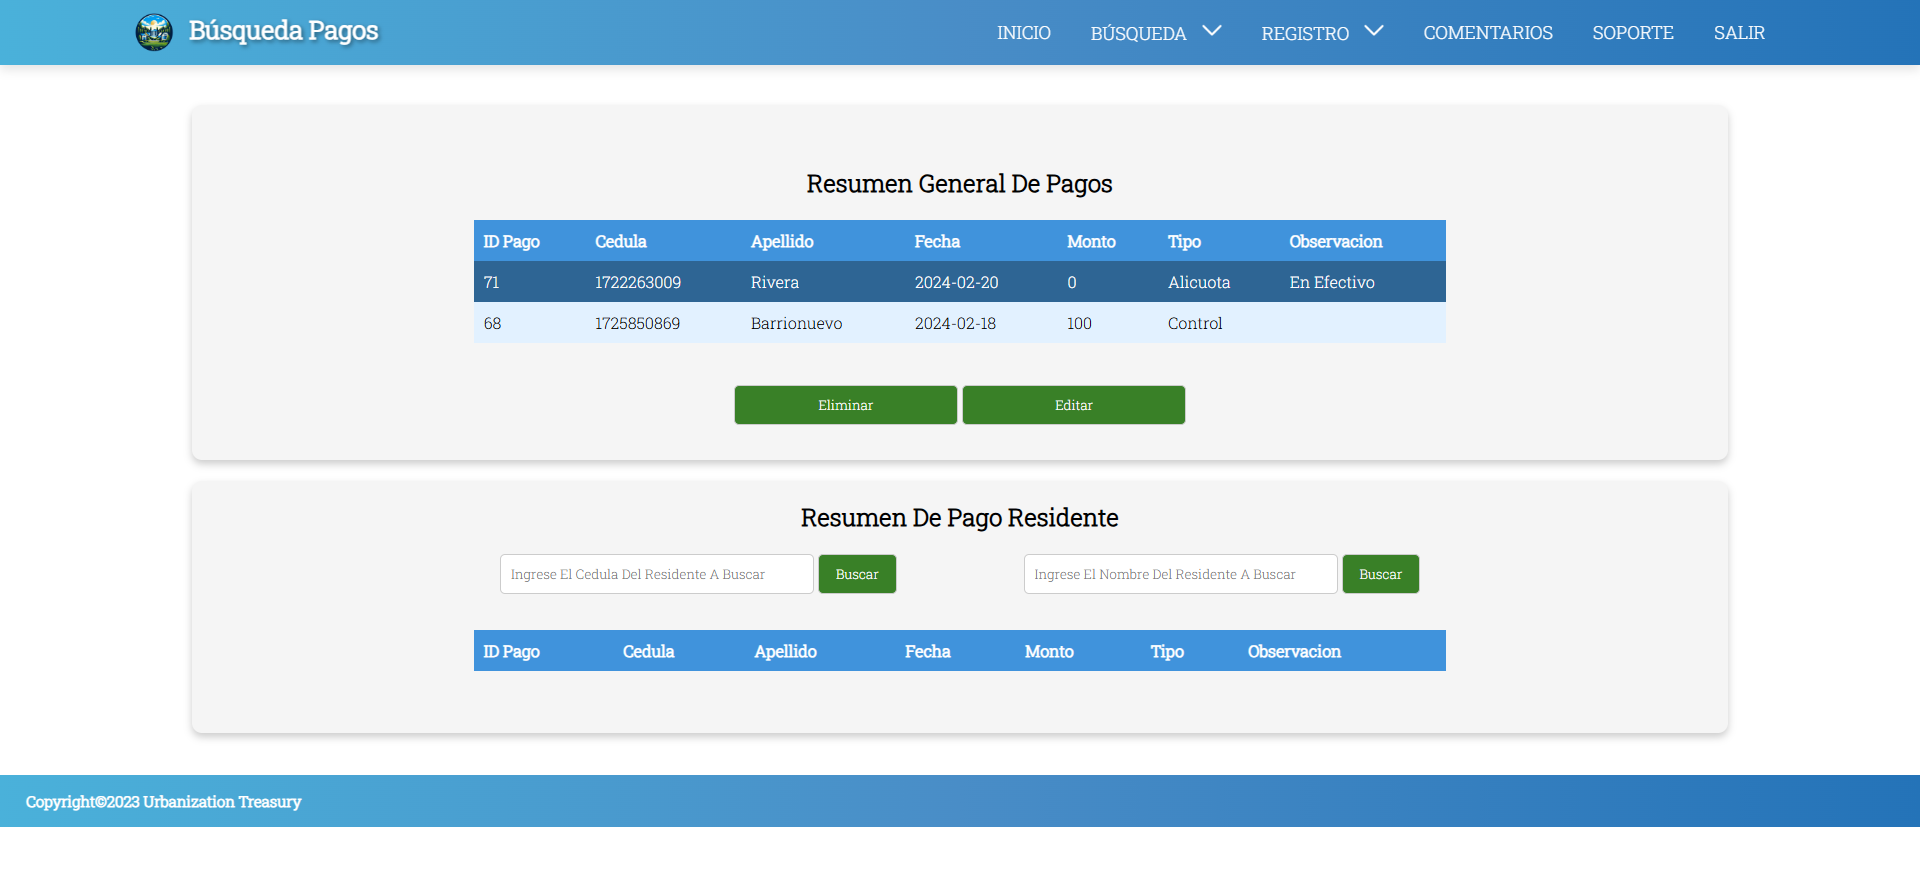 Búsqueda Pagos INICIO BÚSQUEDA REGISTRO COMENTARIOS SOPORTE SALIR
Resumen General De Pagos
ID Pago Cedula Apellido Fecha Monto Tipo Observacion
71 1722263009 Rivera 2024-02-20 0 Alicuota En Efectivo
68 1725850869 Barrionuevo 2024-02-18 100 Control
Eliminar Editar
Resumen De Pago Residente
Ingrese El Cedula Del Residente A Buscar Buscar Ingrese El Nombre Del Residente A Buscar Buscar
ID Pago Cedula Apellido Fecha Monto Tipo Observacion
Copyright©2023 Urbanization Treasury